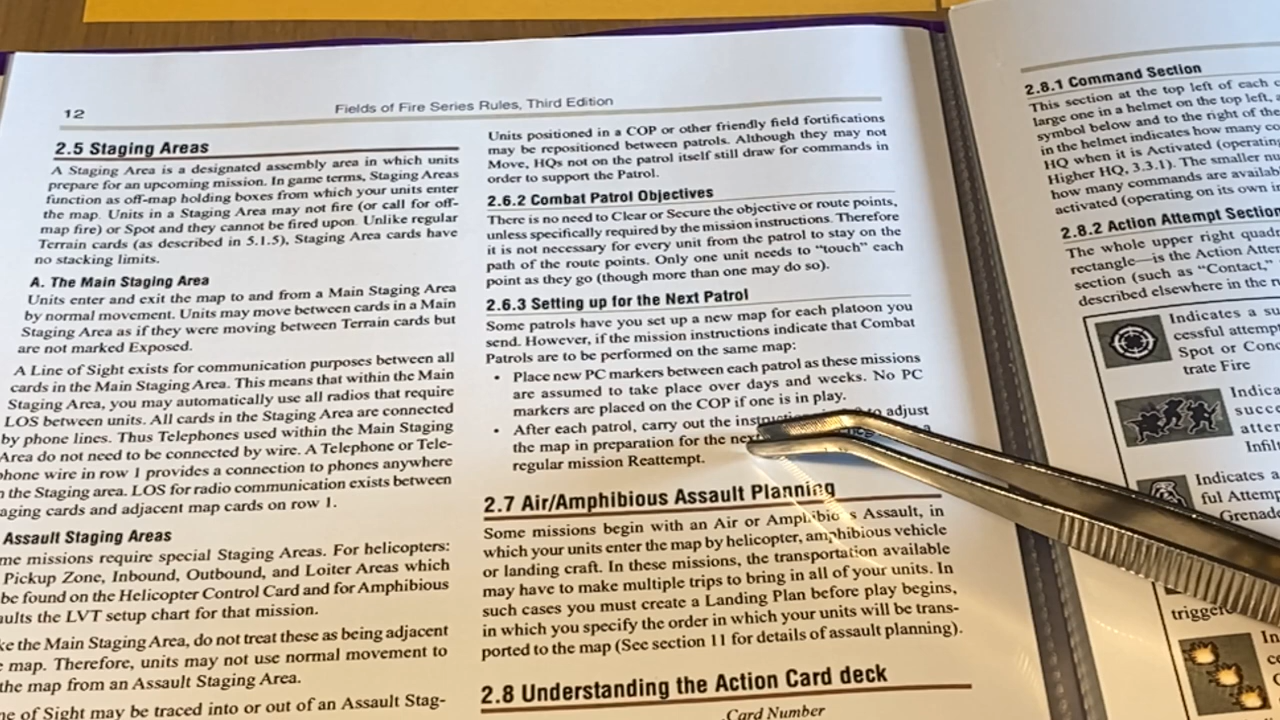 12
Fields of Fire Series Rules, Third Edition
2.5 Staging Areas
A Staging Area is a designated assembly area in which units
prepare for an upcoming mission. In game terms, Staging Areas
function as off-map holding boxes from which your units enter
the map. Units in a Staging Area may not fire (or call for off-
map fire) or Spot and they cannot be fired upon. Unlike regular
Terrain cards (as described in 5.1.5), Staging Area cards have
no stacking limits.
A. The Main Staging Area
Units enter and exit the map to and from a Main Staging Area
by normal movement. Units may move between cards in a Main
Staging Area as if they were moving between Terrain cards but
are not marked Exposed.
A Line of Sight exists for communication purposes between all
cards in the Main Staging Area. This means that within the Main
Staging Area, you may automatically use all radios that require
LOS between units. All cards in the Staging Area are connected
by phone lines. Thus Telephones used within the Main Staging
Area do not need to be connected by wire. A Telephone or Tele-
phone wire in row 1 provides a connection to phones anywhere
the Staging area. LOS for radio communication exists between
aging cards and adjacent map cards on row 1.
Assault Staging Areas
me missions require special Staging Areas. For helicopters:
Pickup Zone, Inbound, Outbound, and Loiter Areas which
be found on the Helicopter Control Card and for Amphibious
aults the LVT setup chart for that mission.
ke the Main Staging Area, do not treat these as being adjacent
map. Therefore, units may not use normal movement to
the map from an Assault Staging Area.
ne of Sight may be traced into or out of an Assault Stag-
Units positioned in a COP or other friendly field fortifications
may be repositioned between patrols. Although they may not
Move, HQs not on the patrol itself still draw for commands in
order to support the Patrol.
2.6.2 Combat Patrol Objectives
There is no need to Clear or Secure the objective or route points,
unless specifically required by the mission instructions. Therefore
it is not necessary for every unit from the patrol to stay on the
path of the route points. Only one unit needs to “touch” each
point as they go (though more than one may do so).
2.6.3 Setting up for the Next Patrol
Some patrols have you set up a new map for each platoon you
send. However, if the mission instructions indicate that Combat
Patrols are to be performed on the same map:
• Place new PC markers between each patrol as these missions
are assumed to take place over days and weeks. No PC
markers are placed on the COP if one is in play.
• After each patrol, carry out the to adjust
the map in preparation for the a
regular mission Reattempt.
2.7 Air/Amphibious Assault Planning
Some missions begin with an Air or Amphibious Assault, in
which your units enter the map by helicopter, amphibious vehicle
or landing craft. In these missions, the transportation available
may have to make multiple trips to bring in all of your units. In
such cases you must create a Landing Plan before play begins,
in which you specify the order in which your units will be trans-
ported to the map (See section 11 for details of assault planning).
2.8 Understanding the Action Card deck
Card Number
2.8.1 Command Section
This section at the top left of each
large one in a helmet on the top left,
symbol below and to the right of the
in the helmet indicates how many co
HQ when it is Activated (operating
Higher HQ, 3.3.1). The smaller nu
how many commands are availab
activated (operating on its own i
2.8.2 Action Attempt Section
The whole upper right quadr
rectangle—is the Action Atte
section (such as “Contact,”
described elsewhere in the r
Indicates a su
cessful attemp
Spot or Conc
trate Fire
Indica
succe
atten
Infil
Indicates a
ful Attemp
Grenade
trigger
In
ce